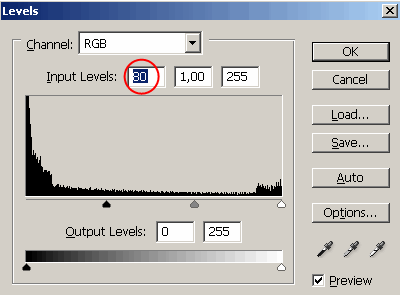 Levels
Channel: RGB
OK
Input Levels: 80 1,00 255
Cancel
Load...
Save...
Auto
Options...
Output Levels: 0 255
Preview